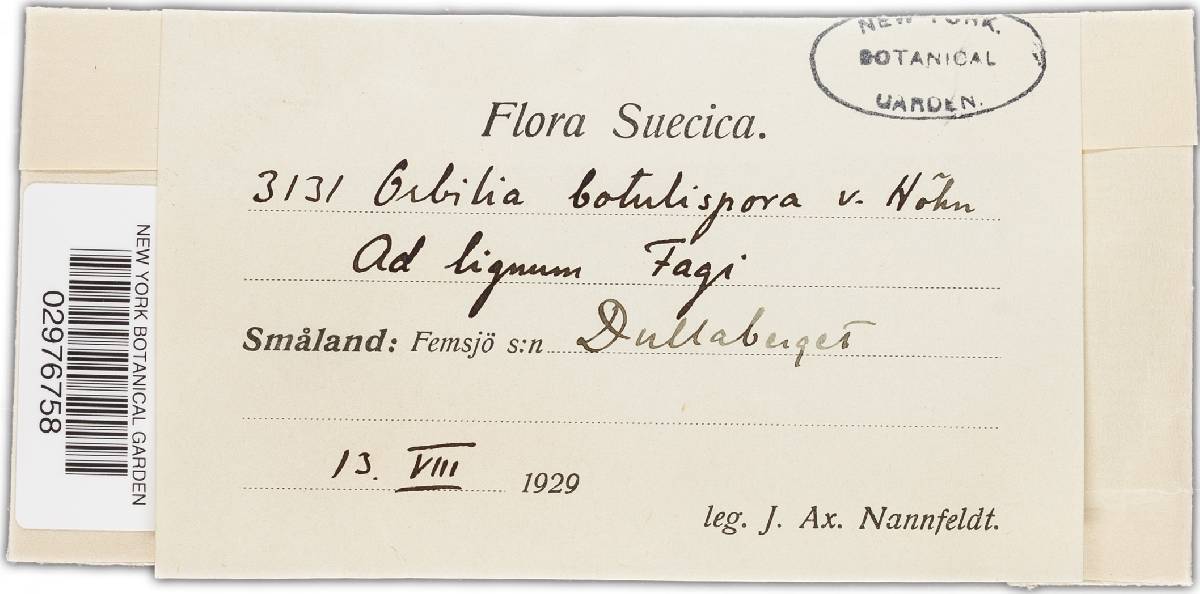 NEW YORK.
BOTANICAL
GARDEN.
Flora Suecica.
3131 Orbilia botulispora v. Höhn
Ad lignum Fagi
Småland: Femsjö s:n Dullaberget
13. VIII 1929
leg. J. Ax. Nannfeldt.
NEW YORK BOTANICAL GARDEN
02976758